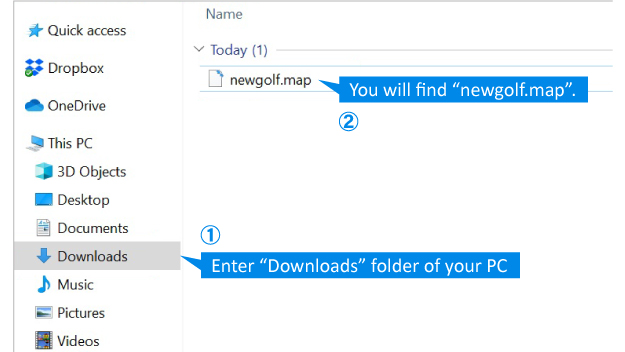 Name
Quick access
Today (1)
Dropbox
newgolf.map
You will find “newgolf.map”.
OneDrive
②
This PC
3D Objects
Desktop
Documents
①
Downloads
Enter “Downloads” folder of your PC
Music
Pictures
Videos